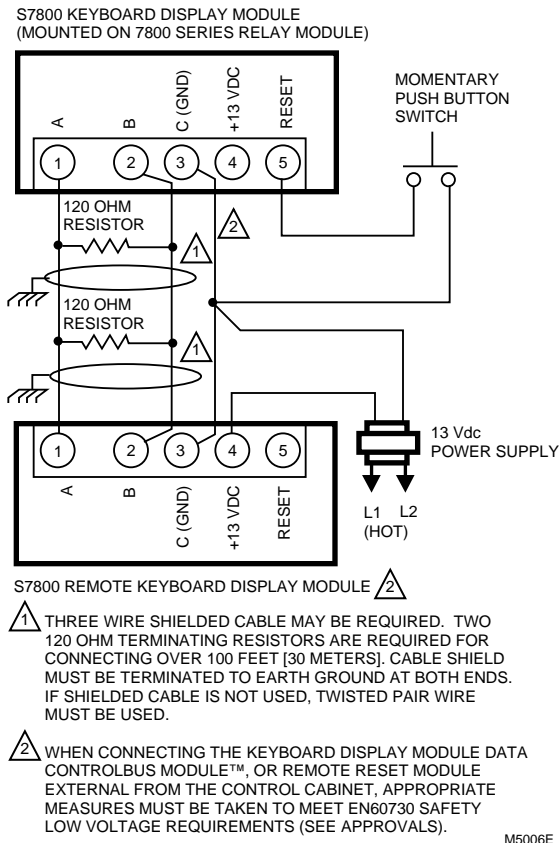 S7800 KEYBOARD DISPLAY MODULE
(MOUNTED ON 7800 SERIES RELAY MODULE)
MOMENTARY
PUSH BUTTON
SWITCH
A
B
C (GND)
+13 VDC
RESET
1
2
3
4
5
120 OHM
RESISTOR
2
1
120 OHM
RESISTOR
1
1
2
3
4
5
A
B
C (GND)
+13 VDC
RESET
13 Vdc
POWER SUPPLY
L1 L2
(HOT)
S7800 REMOTE KEYBOARD DISPLAY MODULE 2
1 THREE WIRE SHIELDED CABLE MAY BE REQUIRED. TWO
120 OHM TERMINATING RESISTORS ARE REQUIRED FOR
CONNECTING OVER 100 FEET [30 METERS]. CABLE SHIELD
MUST BE TERMINATED TO EARTH GROUND AT BOTH ENDS.
IF SHIELDED CABLE IS NOT USED, TWISTED PAIR WIRE
MUST BE USED.
2 WHEN CONNECTING THE KEYBOARD DISPLAY MODULE DATA
CONTROLBUS MODULE™, OR REMOTE RESET MODULE
EXTERNAL FROM THE CONTROL CABINET, APPROPRIATE
MEASURES MUST BE TAKEN TO MEET EN60730 SAFETY
LOW VOLTAGE REQUIREMENTS (SEE APPROVALS).
M5006E